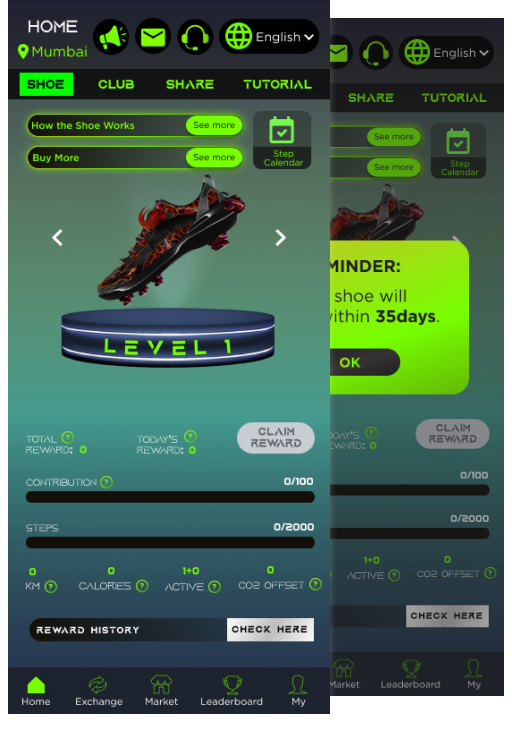 HOME
Mumbai
English
SHOE CLUB SHARE TUTORIAL
How the Shoe Works See more
Buy More See more
Step
Calendar
LEVEL 1
TOTAL ?
REWARD: 0
TODAY'S ?
REWARD: 0
CLAIM
REWARD
CONTRIBUTION ? 0/100
STEPS 0/2000
0 0 1+0 0
KM ? CALORIES ? ACTIVE ? CO2 OFFSET ?
REWARD HISTORY CHECK HERE
Home Exchange Market Leaderboard My
English
SHARE TUTORIAL
See more
See more
Step
Calendar
MINDER:
shoe will
ithin 35days.
OK
DAY'S ?
EWARD: 0
CLAIM
REWARD
0/100
0/2000
1+0 0
ACTIVE ? CO2 OFFSET ?
CHECK HERE
Market Leaderboard My